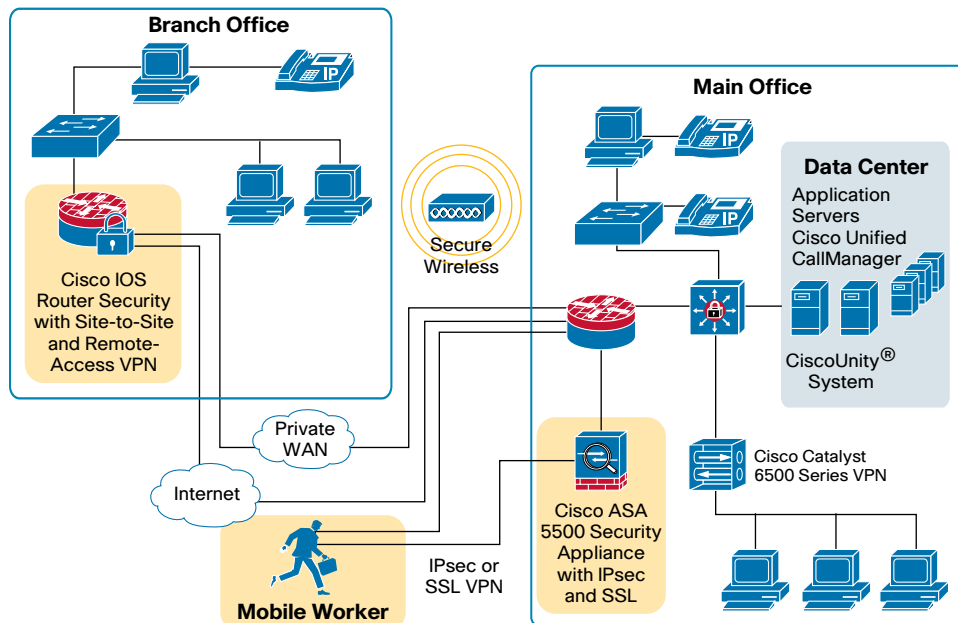 Branch Office
IP
Cisco IOS
Router Security
with Site-to-Site
and Remote-
Access VPN
Secure
Wireless
Private
WAN
Internet
Mobile Worker
IPsec or
SSL VPN
Main Office
IP
IP
Data Center
Application
Servers
Cisco Unified
CallManager
CiscoUnity®
System
Cisco Catalyst
6500 Series VPN
Cisco ASA
5500 Security
Appliance
with IPsec
and SSL